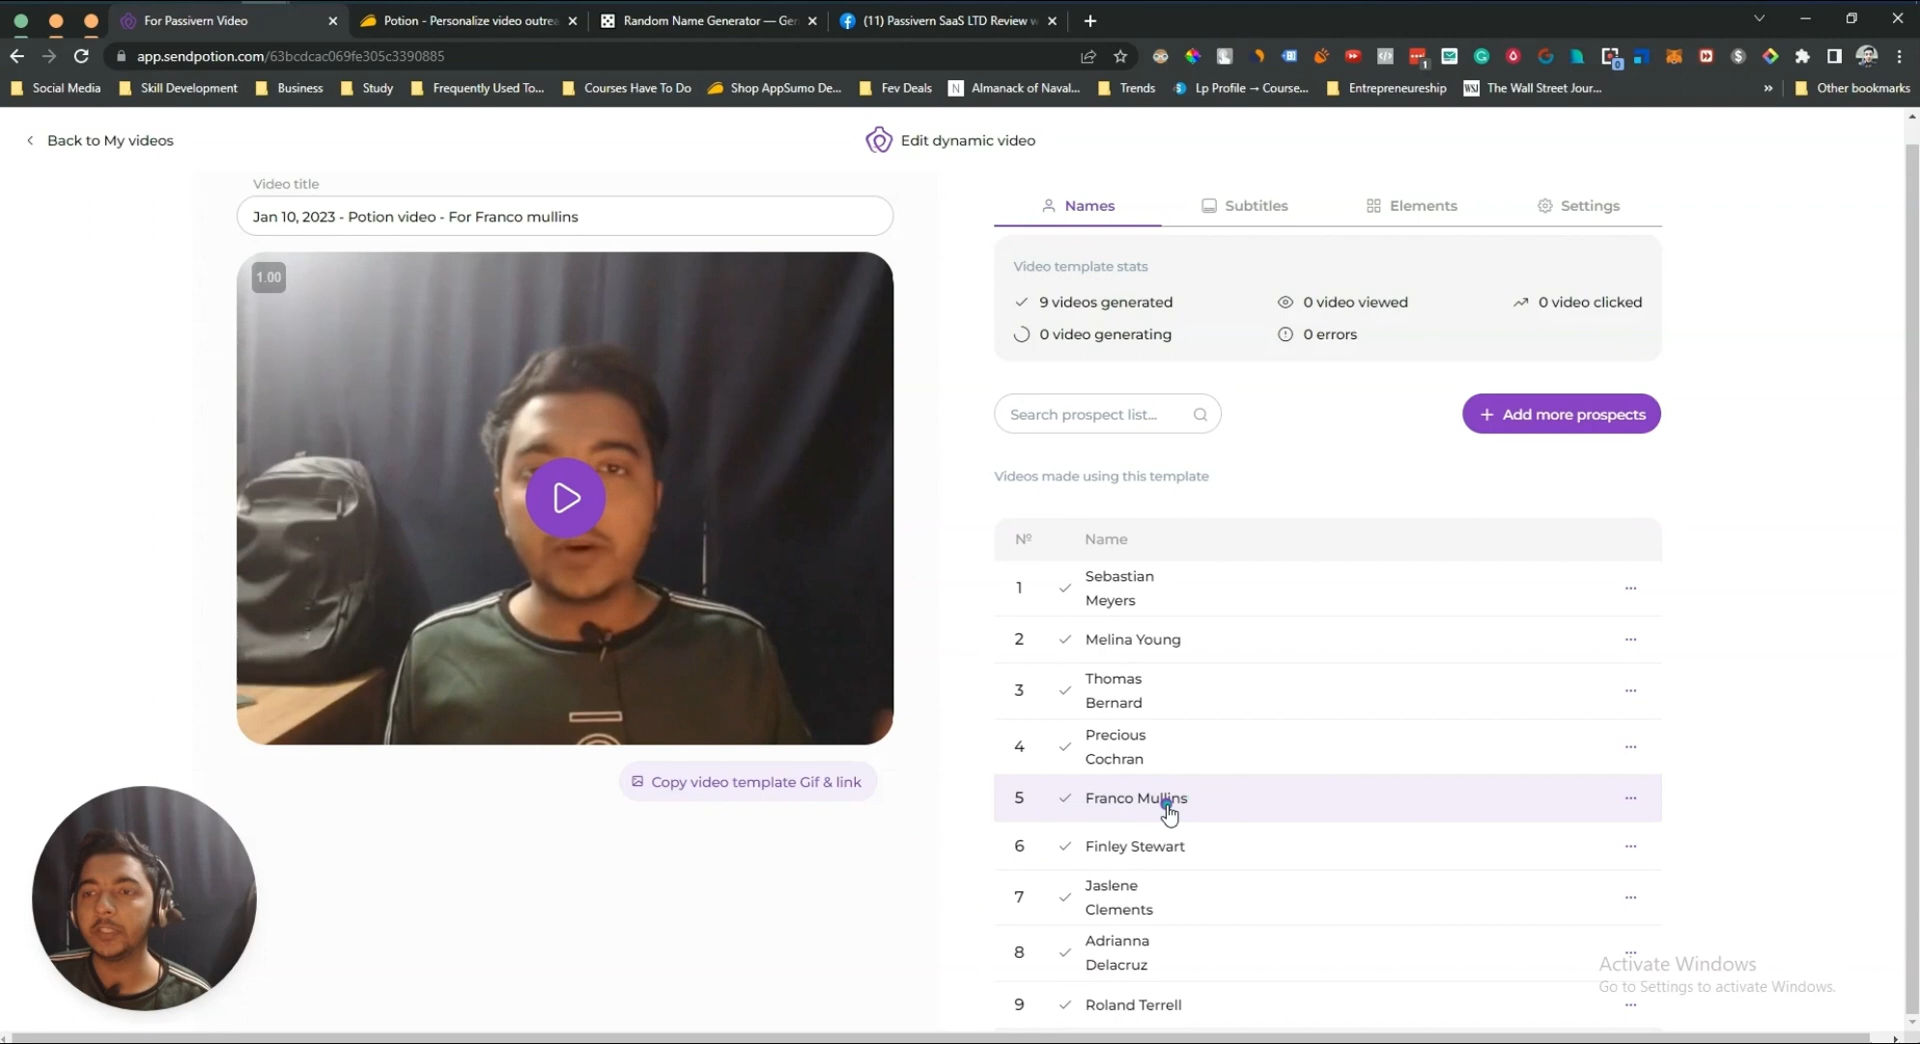 For Passivern Video
Potion - Personalize video outrea
Random Name Generator — Gen
(11) Passivern SaaS LTD Review w
app.sendpotion.com/63bcdcac069fe305c3390885
Social Media
Skill Development
Business
Study
Frequently Used To...
Courses Have To Do
Shop AppSumo De...
Fev Deals
Almanack of Naval...
Trends
Lp Profile → Course...
Entrepreneureship
WSJ The Wall Street Jour...
»
Other bookmarks
Back to My videos
Edit dynamic video
Video title
Jan 10, 2023 - Potion video - For Franco mullins
1.00
Copy video template Gif & link
Names
Subtitles
Elements
Settings
Video template stats
9 videos generated
0 video viewed
0 video clicked
0 video generating
0 errors
Search prospect list...
+ Add more prospects
Videos made using this template
Nº Name
1 Sebastian
Meyers
2 Melina Young
3 Thomas
Bernard
4 Precious
Cochran
5 Franco Mullins
6 Finley Stewart
7 Jaslene
Clements
8 Adrianna
Delacruz
9 Roland Terrell
Activate Windows
Go to Settings to activate Windows.